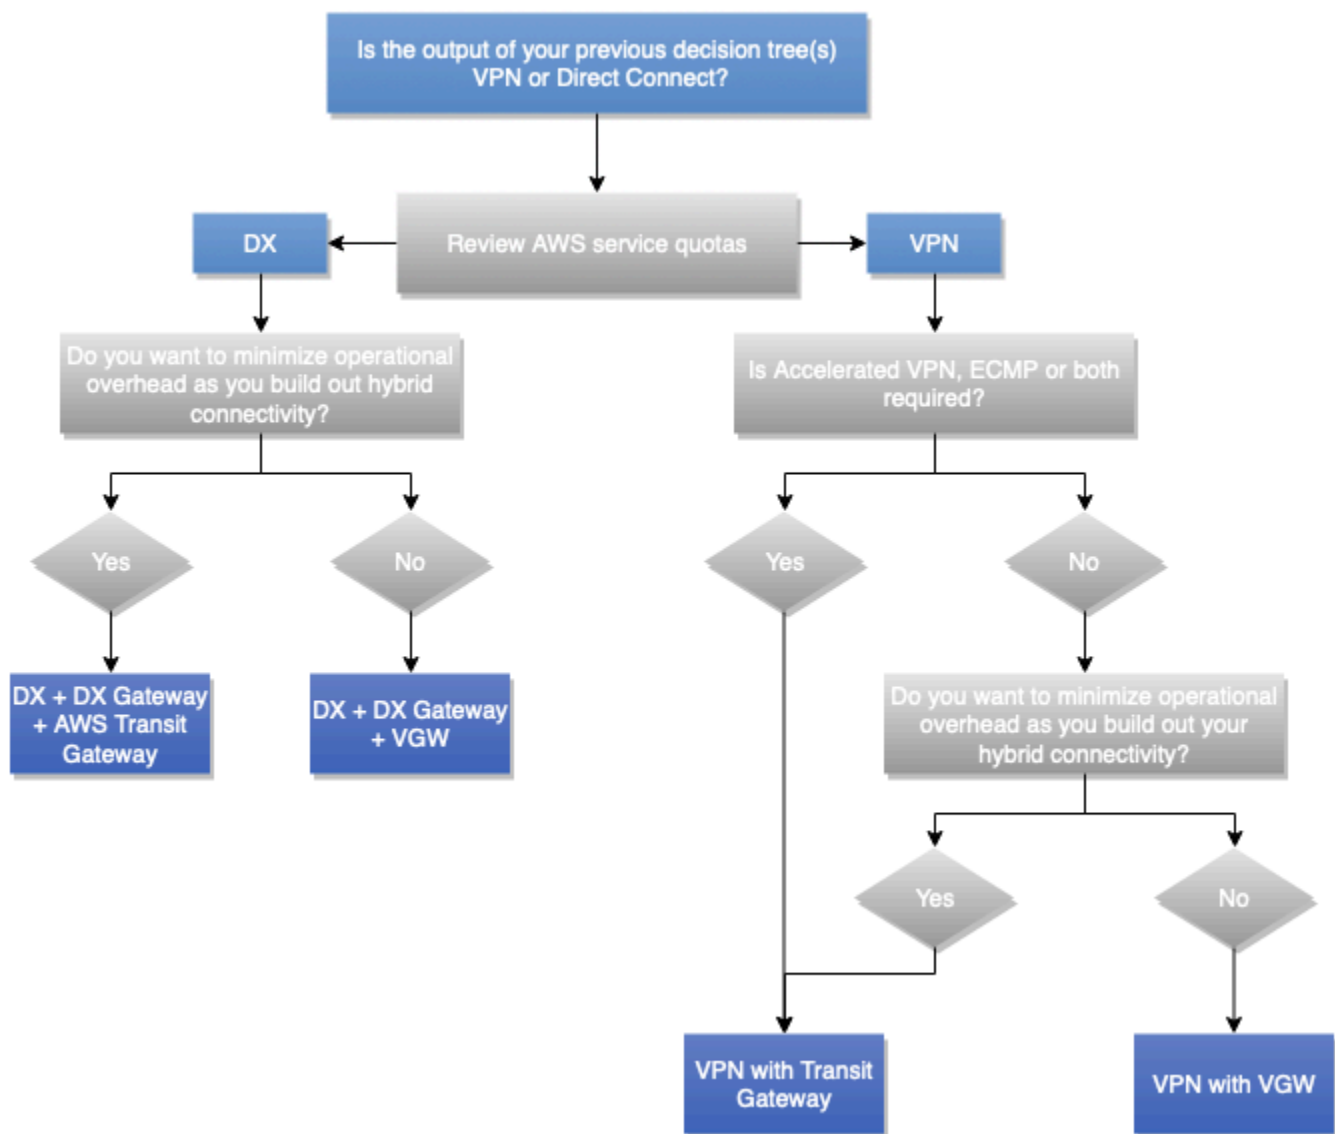 Is the output of your previous decision tree(s)
VPN or Direct Connect?
DX
Review AWS service quotas
VPN
Do you want to minimize operational
overhead as you build out hybrid
connectivity?
Is Accelerated VPN, ECMP or both
required?
Yes
No
Yes
No
DX + DX Gateway
+ AWS Transit
Gateway
DX + DX Gateway
+ VGW
Do you want to minimize operational
overhead as you build out your
hybrid connectivity?
Yes
No
VPN with Transit
Gateway
VPN with VGW